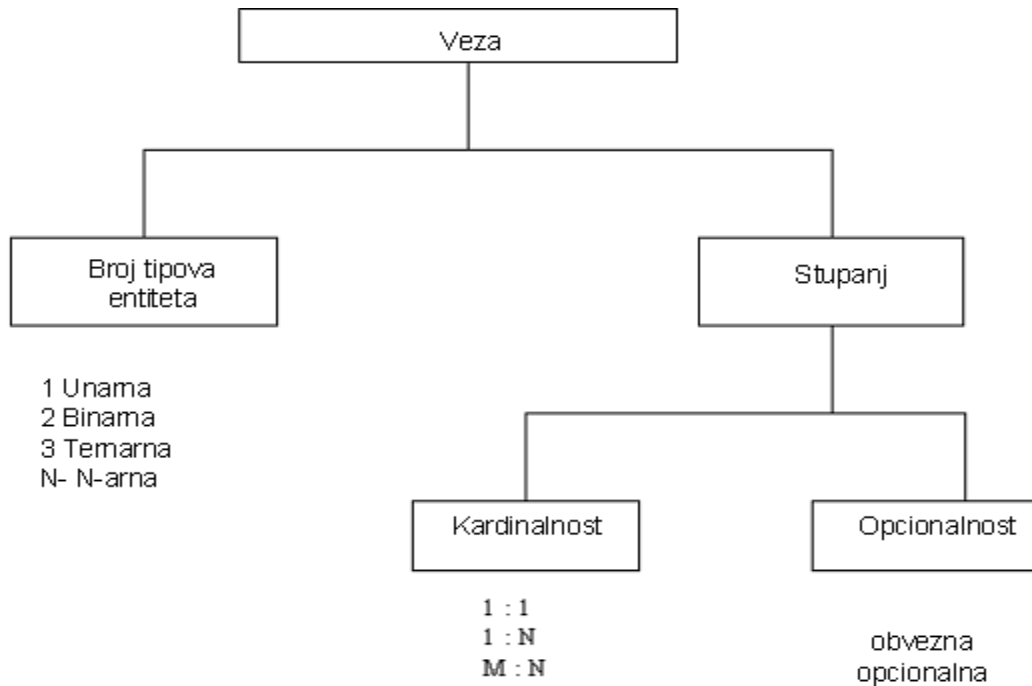 Veza
Broj tipova
entiteta
Stupanj
1 Unarna
2 Binarna
3 Ternarna
N- N-arna
Kardinalnost
Opcionalnost
1 : 1
1 : N
M : N
obvezna
opcionalna